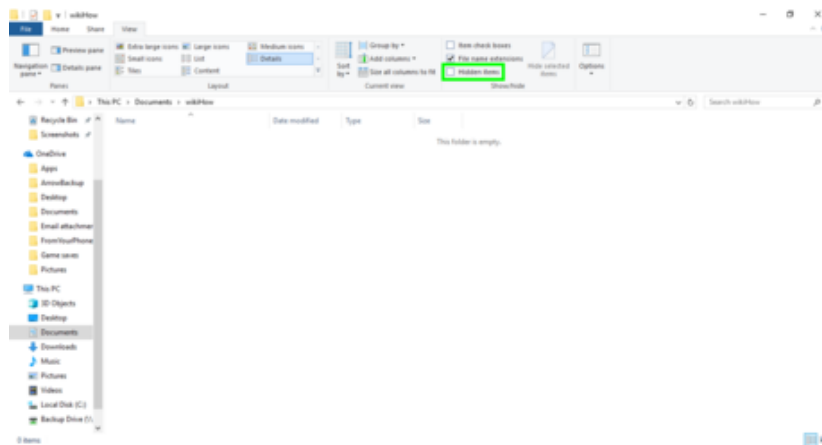 wikiHow
File Home Share View
Navigation pane
Preview pane
Details pane
Panes
Extra large icons Large icons Medium icons
Small icons List Details
Tiles Content
Layout
Sort by
Group by
Add columns
Size all columns to fit
Current view
Item check boxes
File name extensions
Hidden items
Hide selected items
Show/hide
Options
This PC › Documents › wikiHow
Search wikiHow
Name Date modified Type Size
This folder is empty.
Recycle Bin
Screenshots
OneDrive
Apps
ArrowBackup
Desktop
Documents
Email attachmen
FromYourPhone
Game saves
Pictures
This PC
3D Objects
Desktop
Documents
Downloads
Music
Pictures
Videos
Local Disk (C:)
Backup Drive (\\
0 items